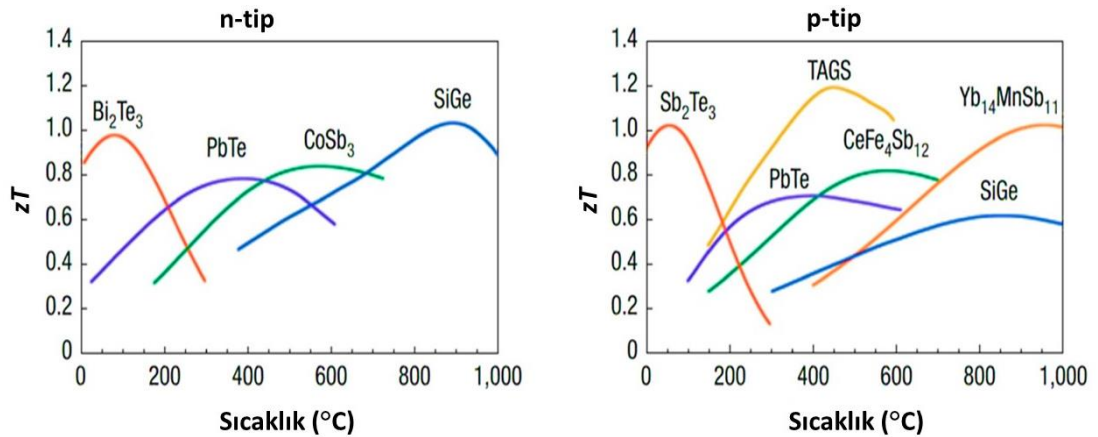 n-tip
zT
1.4
1.2
1.0
0.8
0.6
0.4
0.2
0
Bi₂Te₃
PbTe
CoSb₃
SiGe
0 200 400 600 800 1,000
Sıcaklık (°C)
p-tip
zT
1.4
1.2
1.0
0.8
0.6
0.4
0.2
0
TAGS
Sb₂Te₃
Yb₁₄MnSb₁₁
CeFe₄Sb₁₂
PbTe
SiGe
0 200 400 600 800 1,000
Sıcaklık (°C)